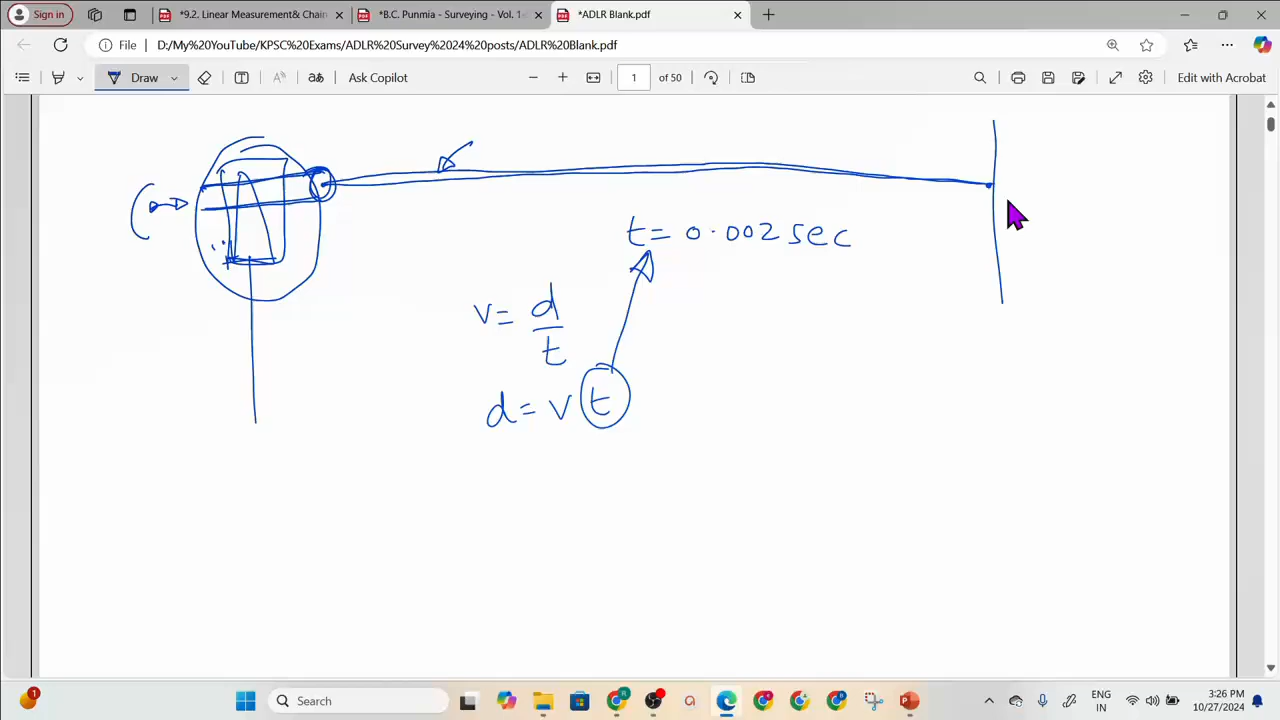 Sign in
*9.2. Linear Measurement& Chain
*B.C. Punmia - Surveying - Vol. 1-
*ADLR Blank.pdf
File
D:/My%20YouTube/KPSC%20Exams/ADLR%20Survey%202024%20posts/ADLR%20Blank.pdf
Draw
Ask Copilot
1 of 50
Edit with Acrobat
t= 0.002 sec
v= d/t
d= v t
1
Search
ENG
IN
3:26 PM
10/27/2024